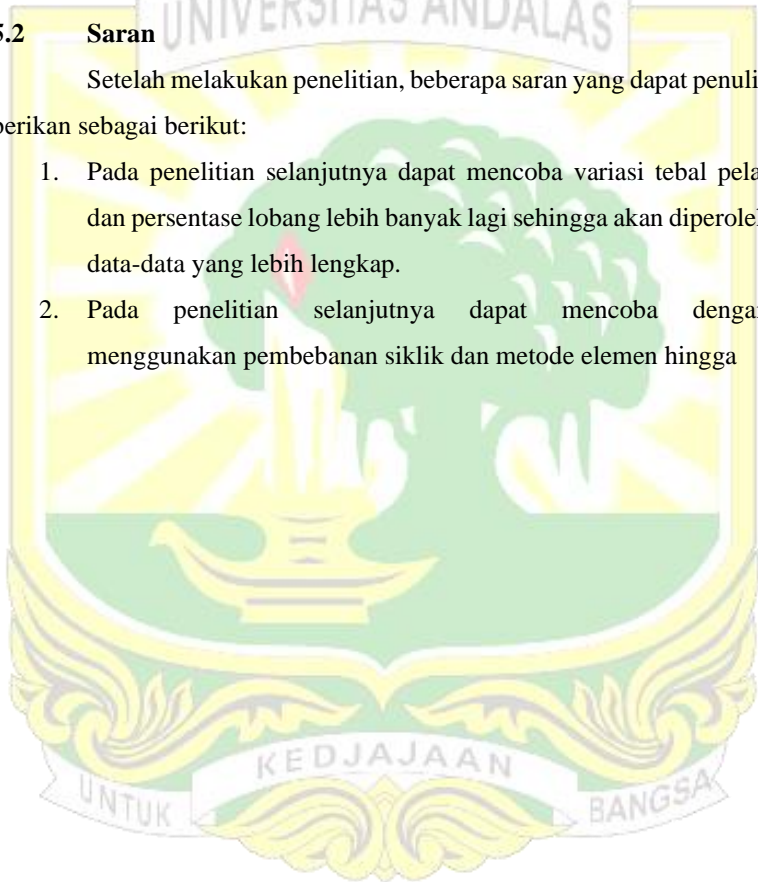 UNIVERSITAS ANDALAS
5.2 Saran
Setelah melakukan penelitian, beberapa saran yang dapat penuli
berikan sebagai berikut:
1. Pada penelitian selanjutnya dapat mencoba variasi tebal pela
dan persentase lobang lebih banyak lagi sehingga akan diperoleh
data-data yang lebih lengkap.
2. Pada penelitian selanjutnya dapat mencoba dengan
menggunakan pembebanan siklik dan metode elemen hingga
UNTUK KEDJAJAAN BANGSA